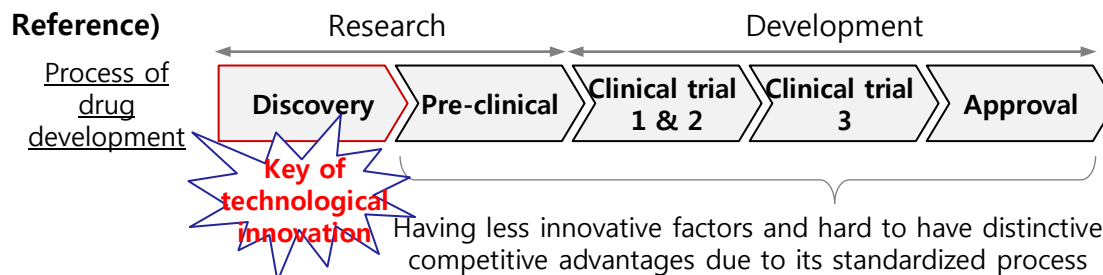 Reference)
Research
Development
Process of
drug
development
Discovery
Pre-clinical
Clinical trial
1 & 2
Clinical trial
3
Approval
Key of
technological
innovation
Having less innovative factors and hard to have distinctive
competitive advantages due to its standardized process